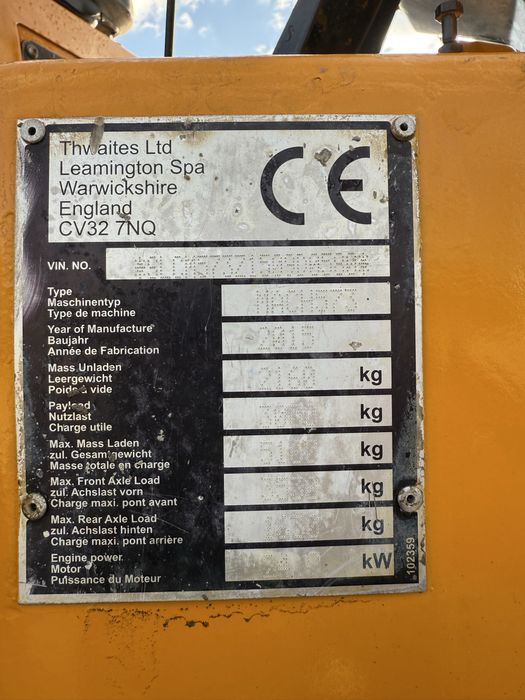 Thwaites Ltd
Leamington Spa
Warwickshire
England
CV32 7NQ
CE
VIN. NO.
Type
Maschinentyp
Type de machine
Year of Manufacture
Baujahr
Année de Fabrication
2015
Mass Unladen
Leergewicht
Poids à vide
2160 kg
Payload
Nutzlast
Charge utile
kg
Max. Mass Laden
zul. Gesamtgewicht
Masse totale en charge
kg
Max. Front Axle Load
zul. Achslast vorn
Charge maxi. pont avant
kg
Max. Rear Axle Load
zul. Achslast hinten
Charge maxi. pont arrière
kg
Engine power
Motor
Puissance du Moteur
kW
102359